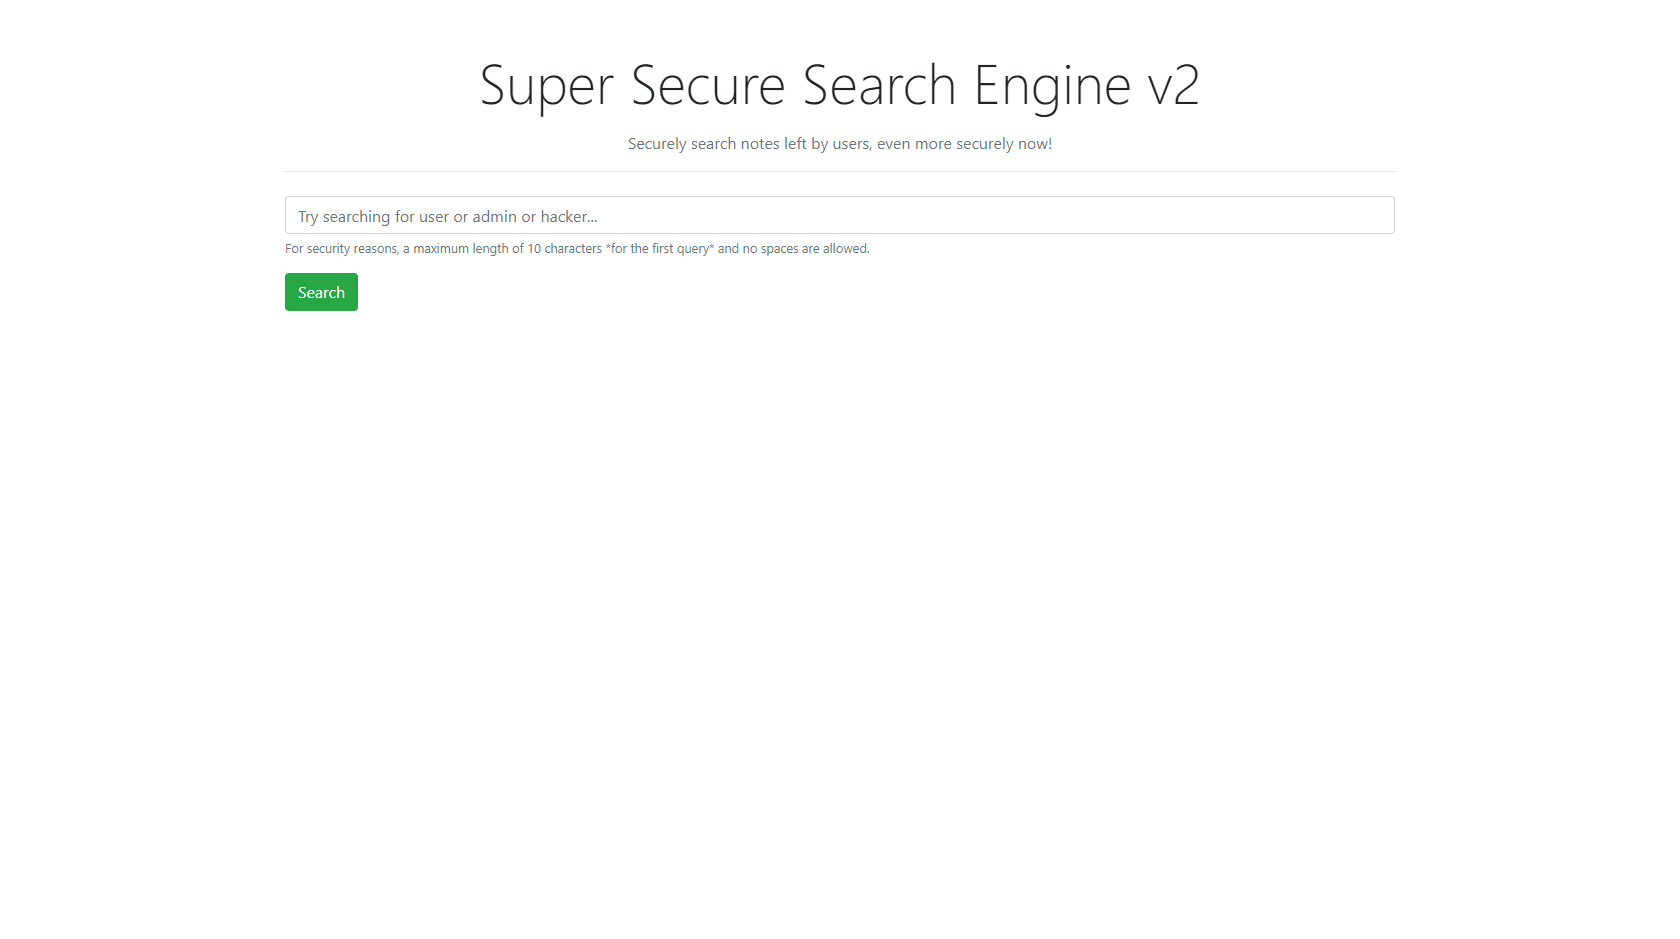 Super Secure Search Engine v2
Securely search notes left by users, even more securely now!
Try searching for user or admin or hacker...
For security reasons, a maximum length of 10 characters *for the first query* and no spaces are allowed.
Search